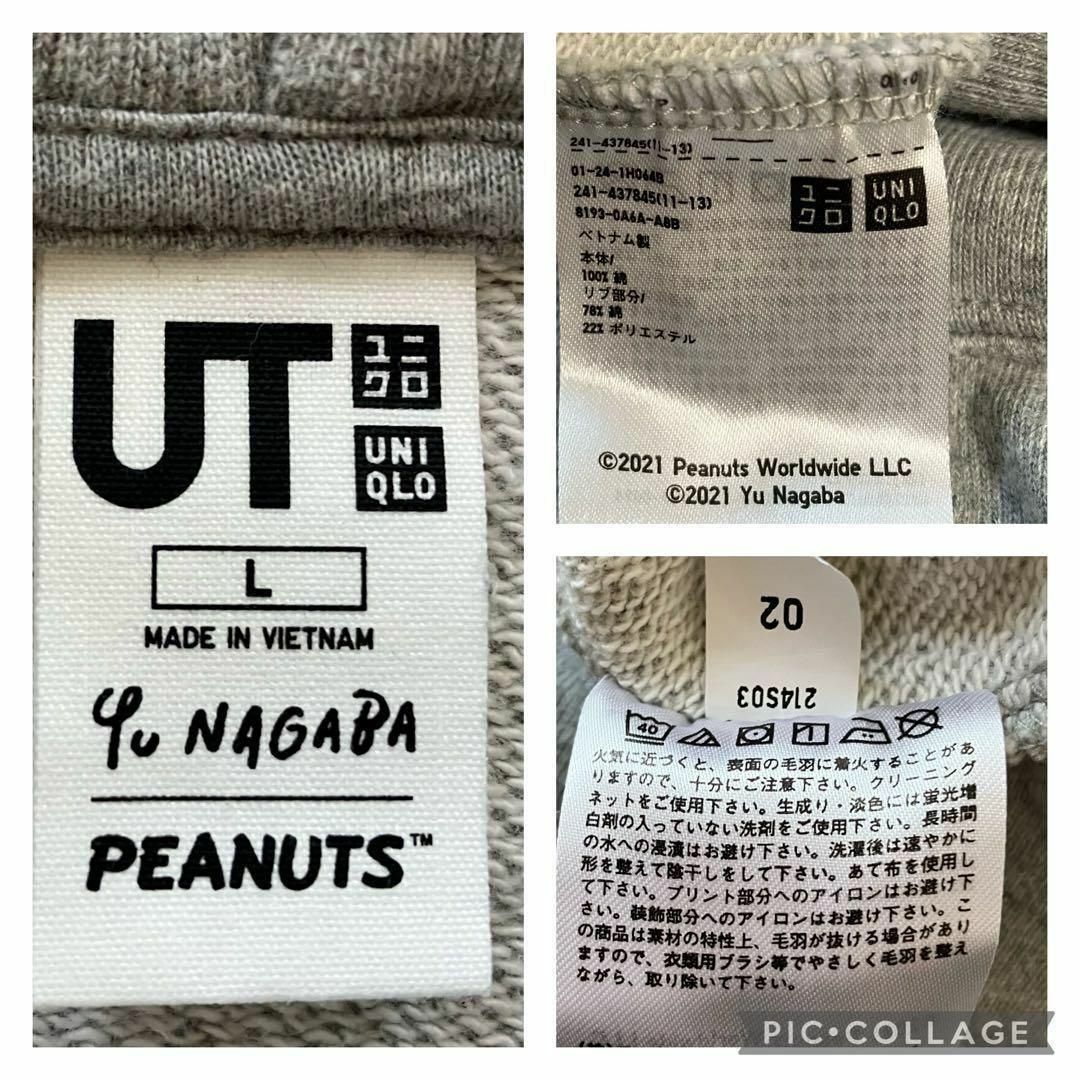 UT
ユニ
クロ
UNI
QLO
L
MADE IN VIETNAM
Yu NAGABA
PEANUTS™
241-437845(11-13)
01-24-1H064B
241-437845(11-13)
8193-0A6A-A8B
ユニ
クロ
UNI
QLO
ベトナム製
本体/
100% 綿
リブ部分/
78% 綿
22% ポリエステル
©2021 Peanuts Worldwide LLC
©2021 Yu Nagaba
02
214S03
40
1
火気に近づくと、表面の毛羽に着火することがあ
りますので、十分にご注意下さい。クリーニング
ネットをご使用下さい。生成り・淡色には蛍光増
白剤の入っていない洗剤をご使用下さい。長時間
の水への浸漬はお避け下さい。洗濯後は速やかに
形を整えて陰干しをして下さい。あて布を使用し
て下さい。プリント部分へのアイロンはお避け下
さい。装飾部分へのアイロンはお避け下さい。こ
の商品は素材の特性上、毛羽が抜ける場合があり
ますので、衣類用ブラシ等でやさしく毛羽を整え
ながら、取り除いて下さい。
PIC•COLLAGE